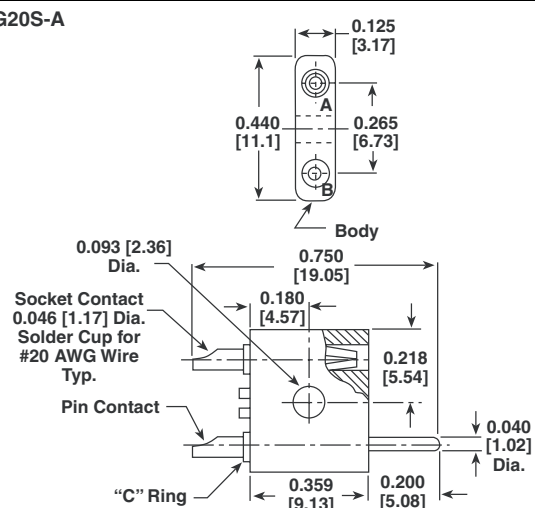 G20S-A
0.125
[3.17]
A
0.440
[11.1]
0.265
[6.73]
B
Body
0.093 [2.36]
Dia.
0.750
[19.05]
Socket Contact
0.046 [1.17] Dia.
Solder Cup for
#20 AWG Wire
Typ.
0.180
[4.57]
0.218
[5.54]
Pin Contact
0.040
[1.02]
Dia.
"C" Ring
0.359
[9.13]
0.200
[5.08]